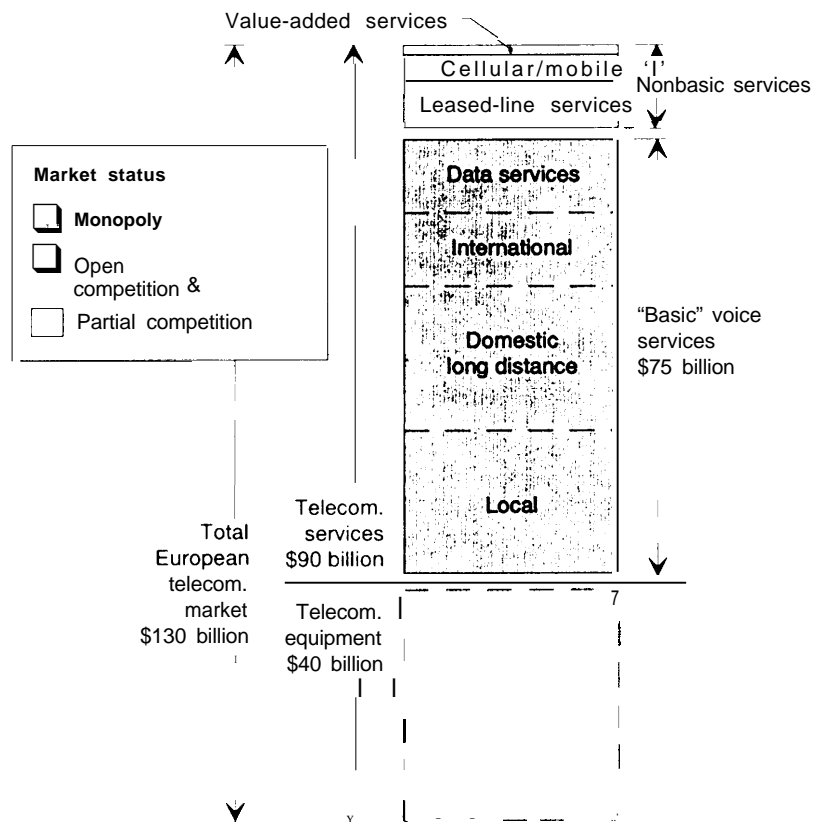 Value-added services
Cellular/mobile
Nonbasic services
Leased-line services
Market status
Monopoly
Open
competition &
Partial competition
Data services
International
Domestic
long distance
Local
"Basic" voice
services
$75 billion
Telecom.
services
$90 billion
Total
European
telecom.
market
$130 billion
Telecom.
equipment
$40 billion